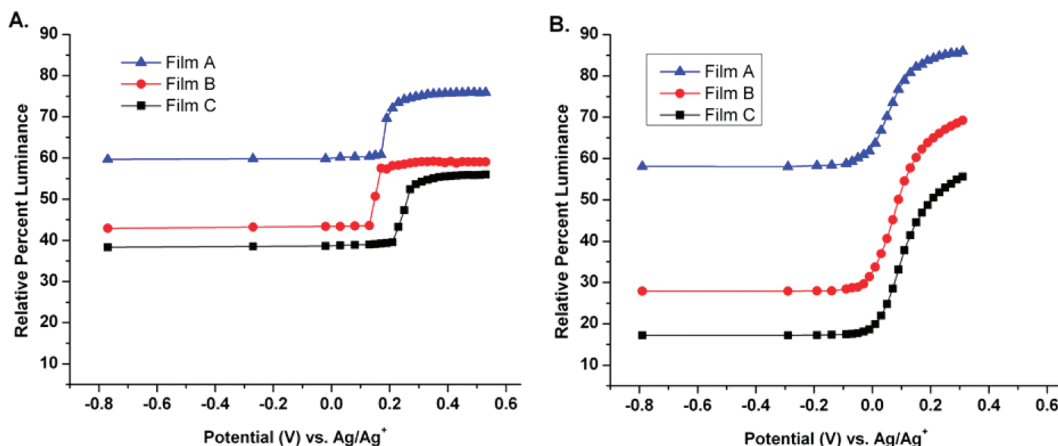 A.
Film A
Film B
Film C
Relative Percent Luminance
90
80
70
60
50
40
30
20
10
-0.8 -0.6 -0.4 -0.2 0.0 0.2 0.4 0.6
Potential (V) vs. Ag/Ag⁺
B.
Film A
Film B
Film C
Relative Percent Luminance
90
80
70
60
50
40
30
20
10
-0.8 -0.6 -0.4 -0.2 0.0 0.2 0.4 0.6
Potential (V) vs. Ag/Ag⁺